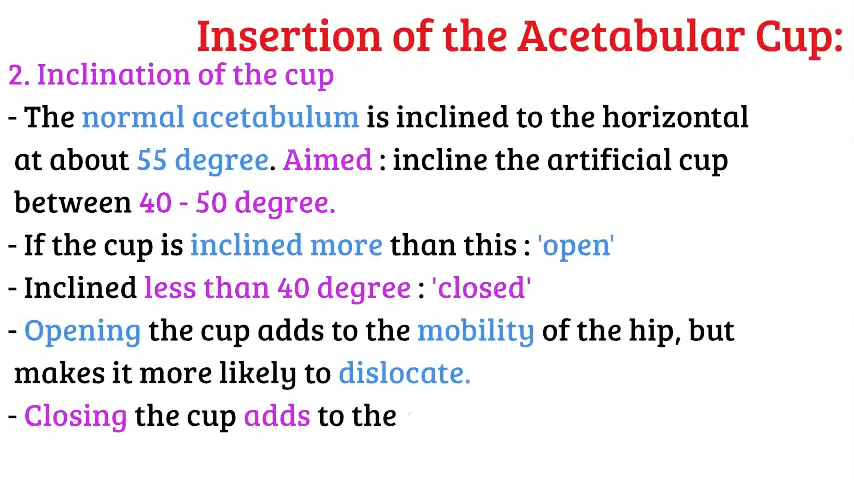 Insertion of the Acetabular Cup:
2. Inclination of the cup
- The normal acetabulum is inclined to the horizontal
at about 55 degree. Aimed : incline the artificial cup
between 40 - 50 degree.
- If the cup is inclined more than this : 'open'
- Inclined less than 40 degree : 'closed'
- Opening the cup adds to the mobility of the hip, but
makes it more likely to dislocate.
- Closing the cup adds to the